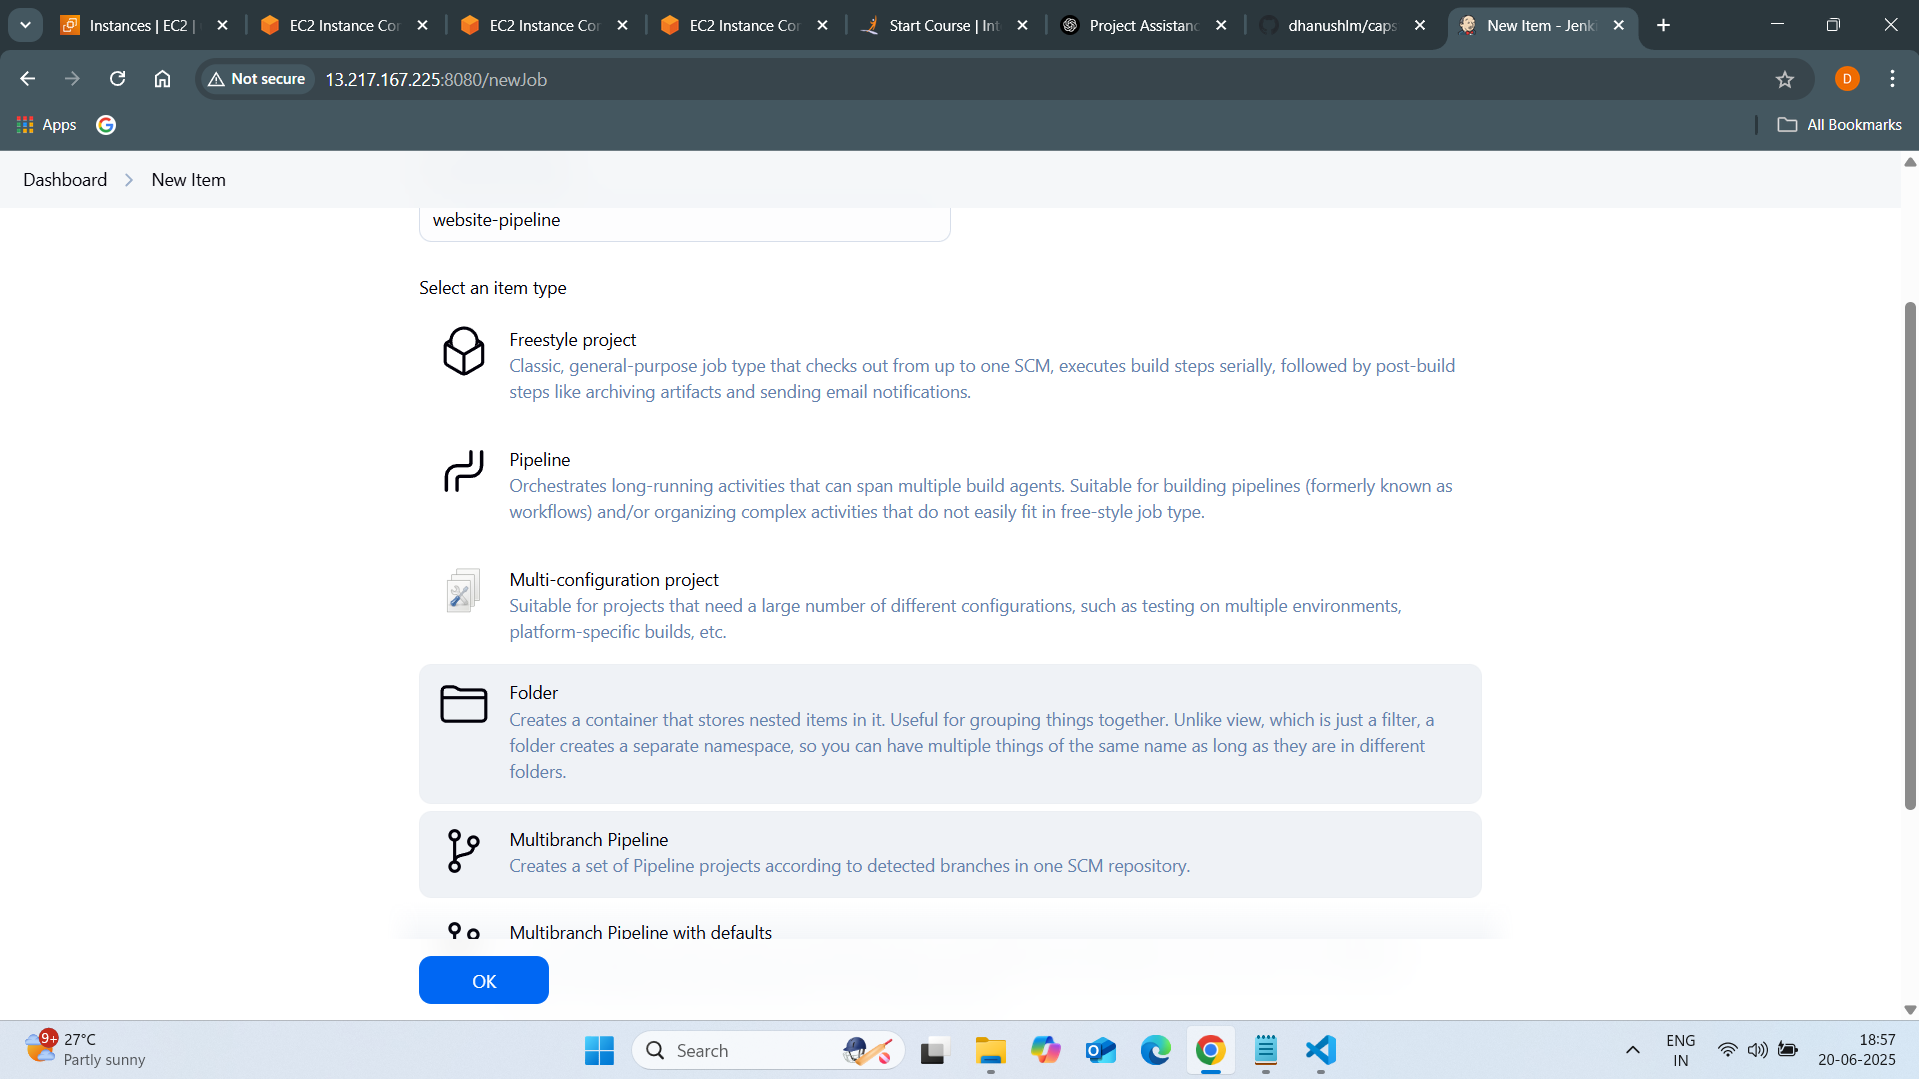 Instances | EC2 |
EC2 Instance Cor
EC2 Instance Cor
EC2 Instance Cor
Start Course | Int
Project Assistanc
dhanushlm/caps
New Item - Jenki
Not secure
13.217.167.225:8080/newJob
D
Apps
All Bookmarks
Dashboard
New Item
website-pipeline
Select an item type
Freestyle project
Classic, general-purpose job type that checks out from up to one SCM, executes build steps serially, followed by post-build
steps like archiving artifacts and sending email notifications.
Pipeline
Orchestrates long-running activities that can span multiple build agents. Suitable for building pipelines (formerly known as
workflows) and/or organizing complex activities that do not easily fit in free-style job type.
Multi-configuration project
Suitable for projects that need a large number of different configurations, such as testing on multiple environments,
platform-specific builds, etc.
Folder
Creates a container that stores nested items in it. Useful for grouping things together. Unlike view, which is just a filter, a
folder creates a separate namespace, so you can have multiple things of the same name as long as they are in different
folders.
Multibranch Pipeline
Creates a set of Pipeline projects according to detected branches in one SCM repository.
Multibranch Pipeline with defaults
OK
9+
27°C
Partly sunny
Search
ENG
IN
18:57
20-06-2025